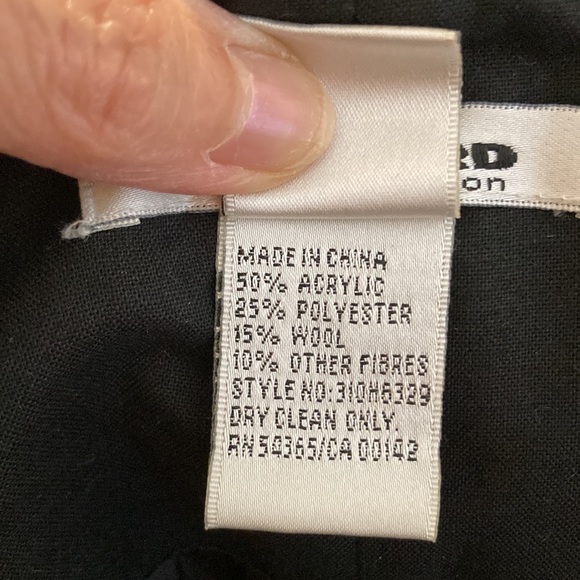 RD
on
MADE IN CHINA
50% ACRYLIC
25% POLYESTER
15% WOOL
10% OTHER FIBRES
STYLE NO:310H6329
DRY CLEAN ONLY.
RN 54365/CA 00142